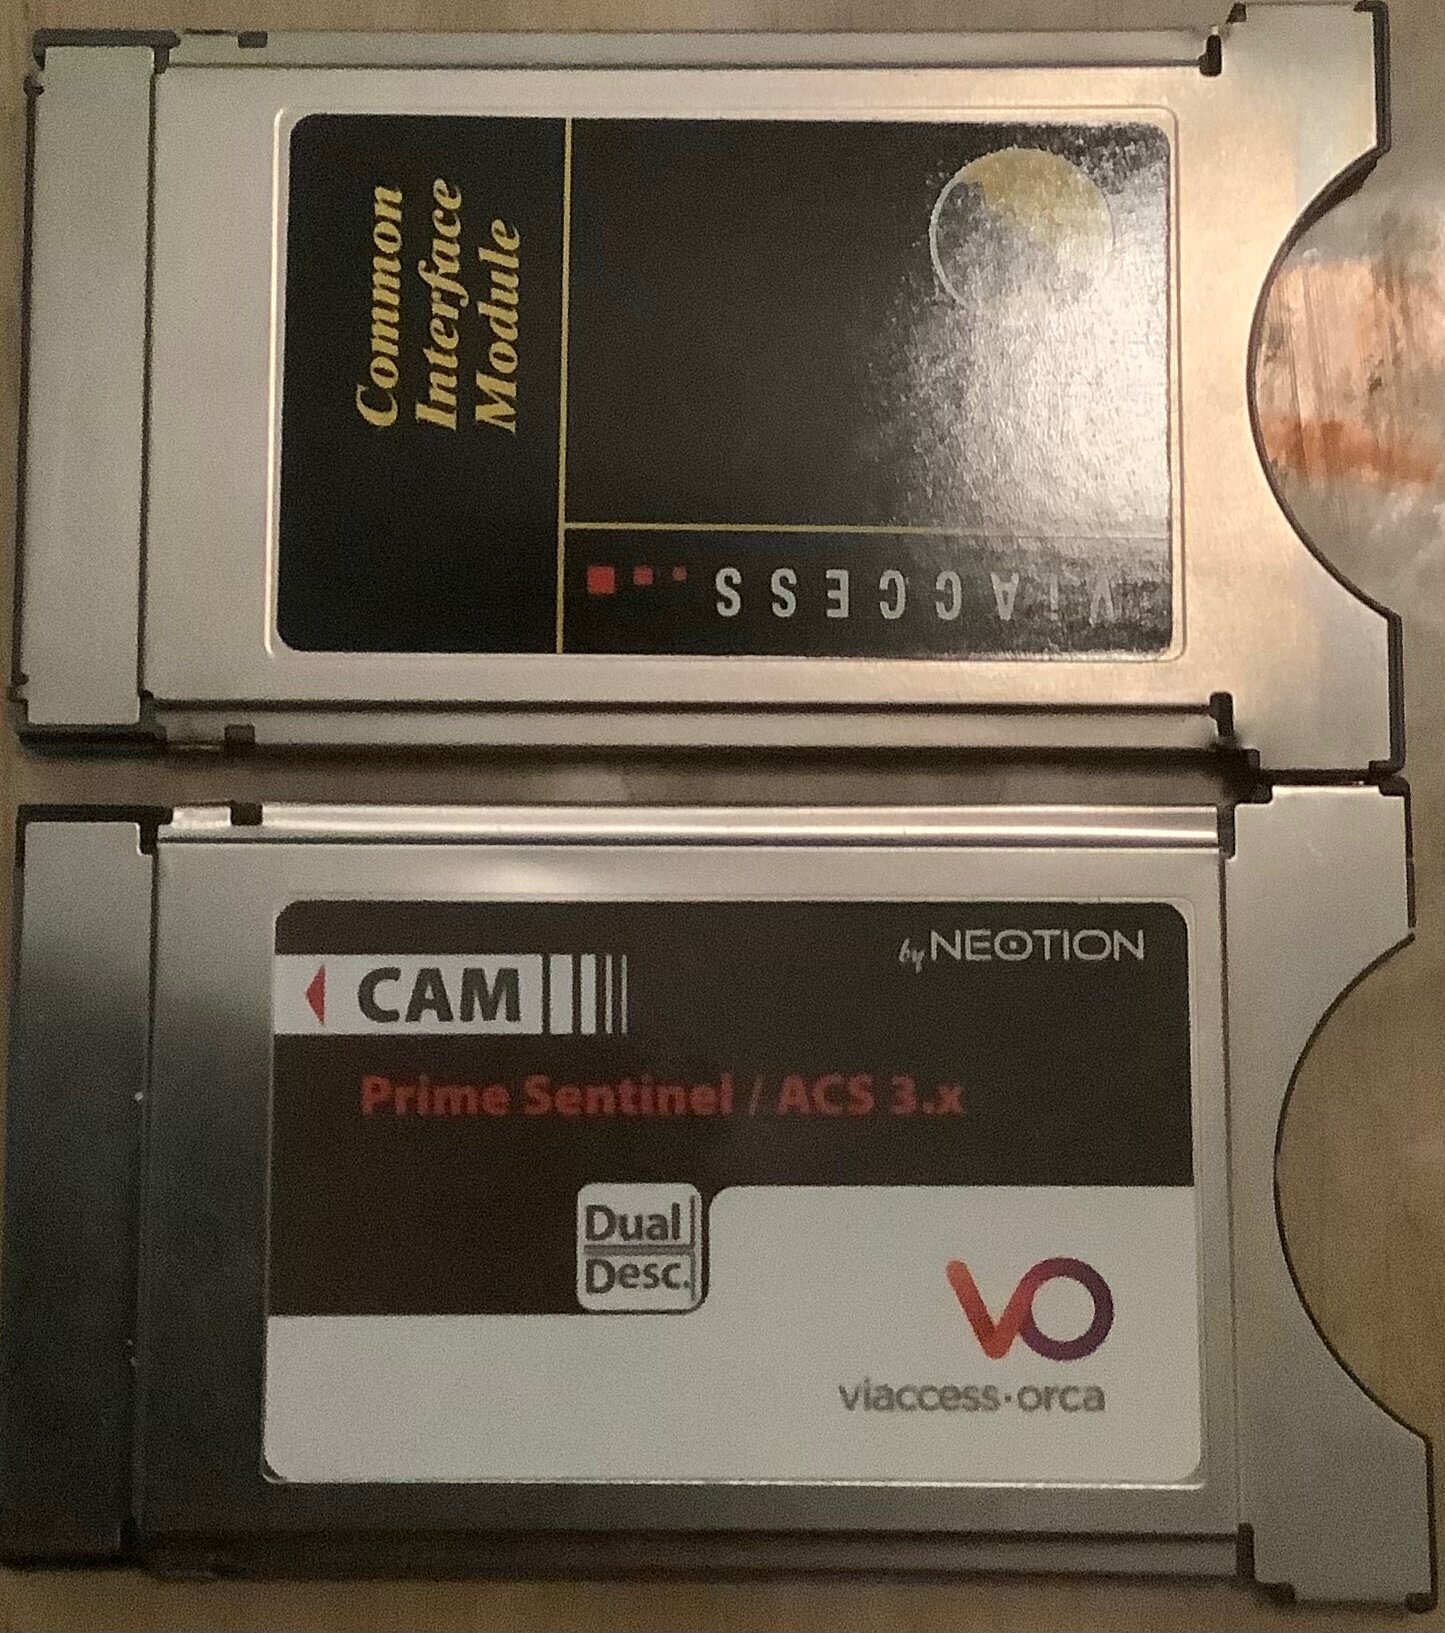 Common
Interface
Module
VIACCESS
by NEOTION
CAM
Prime Sentinel / ACS 3.x
Dual
Desc.
VO
viaccess·orca